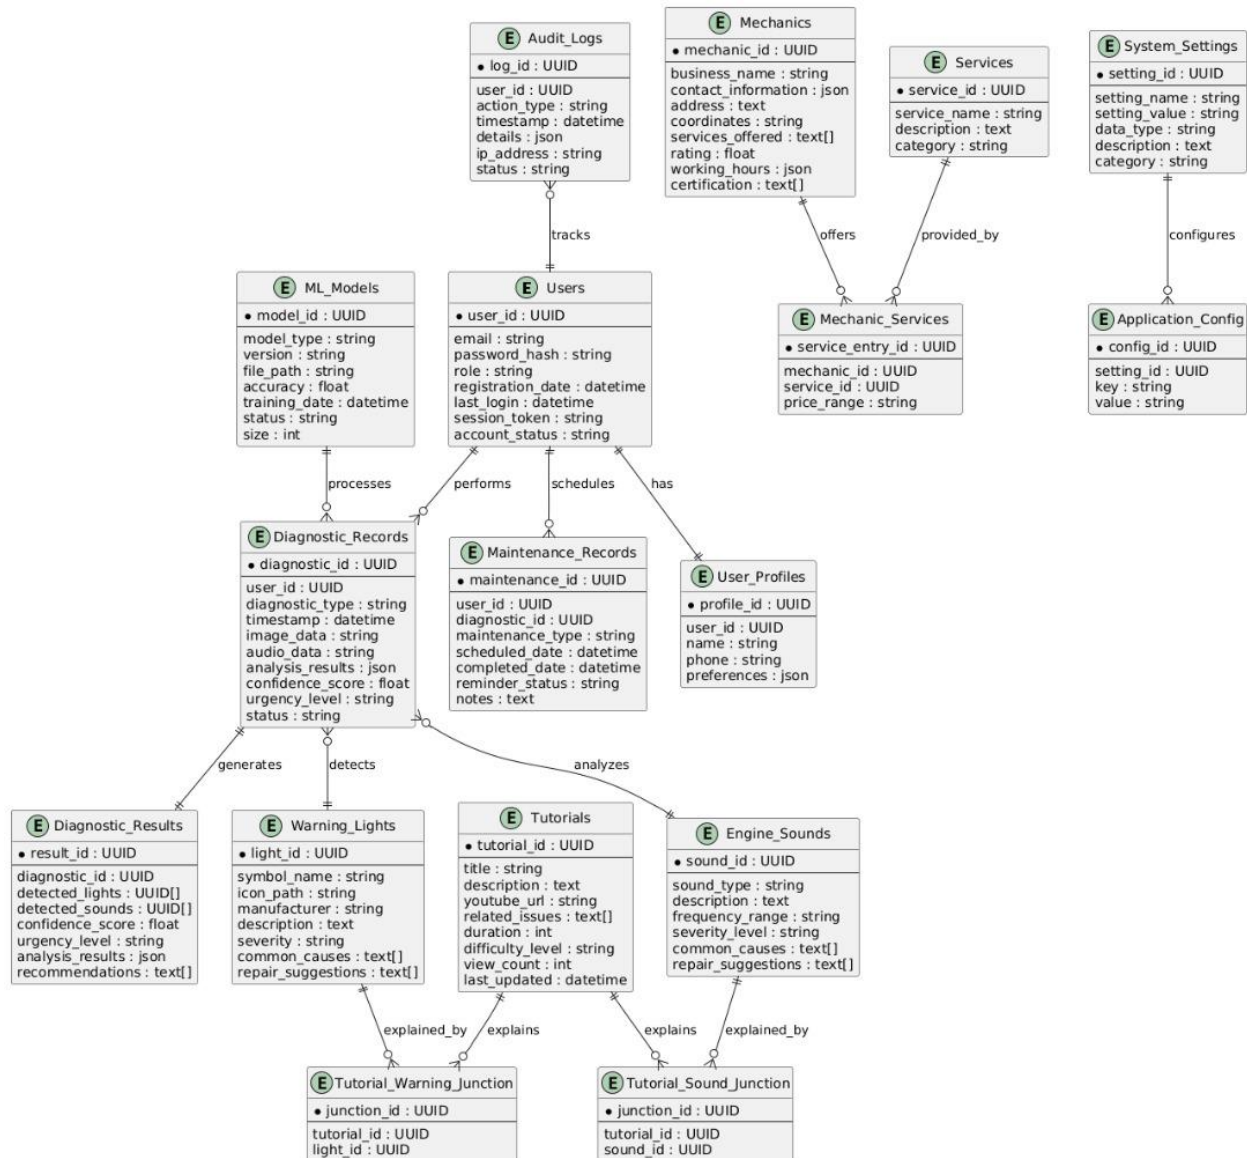 E Audit_Logs
log_id : UUID
user_id : UUID
action_type : string
timestamp : datetime
details : json
ip_address : string
status : string
E Mechanics
mechanic_id : UUID
business_name : string
contact_information : json
address : text
coordinates : string
services_offered : text[]
rating : float
working_hours : json
certification : text[]
E Services
service_id : UUID
service_name : string
description : text
category : string
E System_Settings
setting_id : UUID
setting_name : string
setting_value : string
data_type : string
description : text
category : string
tracks
offers
provided_by
configures
E ML_Models
model_id : UUID
model_type : string
version : string
file_path : string
accuracy : float
training_date : datetime
status : string
size : int
E Users
user_id : UUID
email : string
password_hash : string
role : string
registration_date : datetime
last_login : datetime
session_token : string
account_status : string
E Mechanic_Services
service_entry_id : UUID
mechanic_id : UUID
service_id : UUID
price_range : string
E Application_Config
config_id : UUID
setting_id : UUID
key : string
value : string
processes
performs
schedules
has
E Diagnostic_Records
diagnostic_id : UUID
user_id : UUID
diagnostic_type : string
timestamp : datetime
image_data : string
audio_data : string
analysis_results : json
confidence_score : float
urgency_level : string
status : string
E Maintenance_Records
maintenance_id : UUID
user_id : UUID
diagnostic_id : UUID
maintenance_type : string
scheduled_date : datetime
completed_date : datetime
reminder_status : string
notes : text
E User_Profiles
profile_id : UUID
user_id : UUID
name : string
phone : string
preferences : json
generates
detects
analyzes
E Diagnostic_Results
result_id : UUID
diagnostic_id : UUID
detected_lights : UUID[]
detected_sounds : UUID[]
confidence_score : float
urgency_level : string
analysis_results : json
recommendations : text[]
E Warning_Lights
light_id : UUID
symbol_name : string
icon_path : string
manufacturer : string
description : text
severity : string
common_causes : text[]
repair_suggestions : text[]
E Tutorials
tutorial_id : UUID
title : string
description : text
youtube_url : string
related_issues : text[]
duration : int
difficulty_level : string
view_count : int
last_updated : datetime
E Engine_Sounds
sound_id : UUID
sound_type : string
description : text
frequency_range : string
severity_level : string
common_causes : text[]
repair_suggestions : text[]
explained_by
explains
explains
explained_by
E Tutorial_Warning_Junction
junction_id : UUID
tutorial_id : UUID
light_id : UUID
E Tutorial_Sound_Junction
junction_id : UUID
tutorial_id : UUID
sound_id : UUID